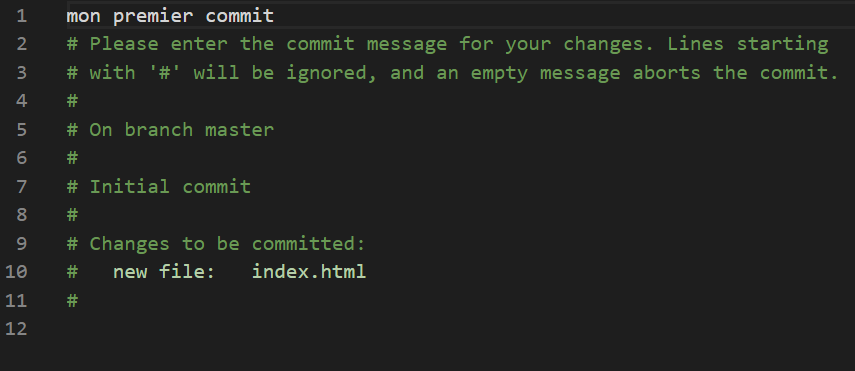 1 mon premier commit
2 # Please enter the commit message for your changes. Lines starting
3 # with '#' will be ignored, and an empty message aborts the commit.
4 #
5 # On branch master
6 #
7 # Initial commit
8 #
9 # Changes to be committed:
10 #   new file:   index.html
11 #
12